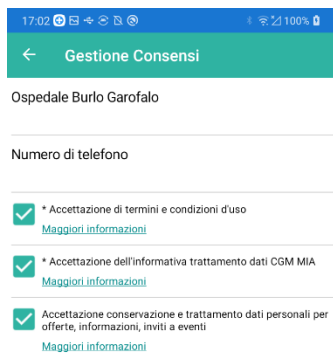 17:02 100%
Gestione Consensi
Ospedale Burlo Garofalo
Numero di telefono
* Accettazione di termini e condizioni d'uso
Maggiori informazioni
* Accettazione dell'informativa trattamento dati CGM MIA
Maggiori informazioni
Accettazione conservazione e trattamento dati personali per
offerte, informazioni, inviti a eventi
Maggiori informazioni